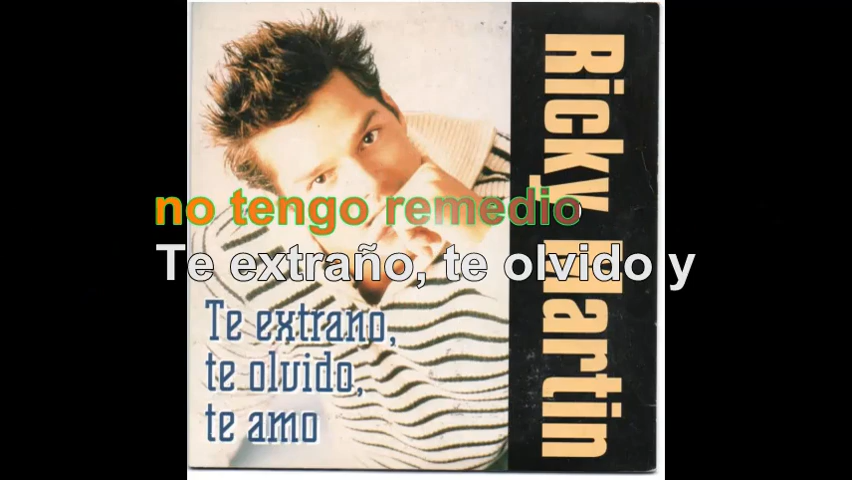 no tengo remedio
Te extraño, te olvido y
Te extraño,
te olvido,
te amo
Ricky Martin